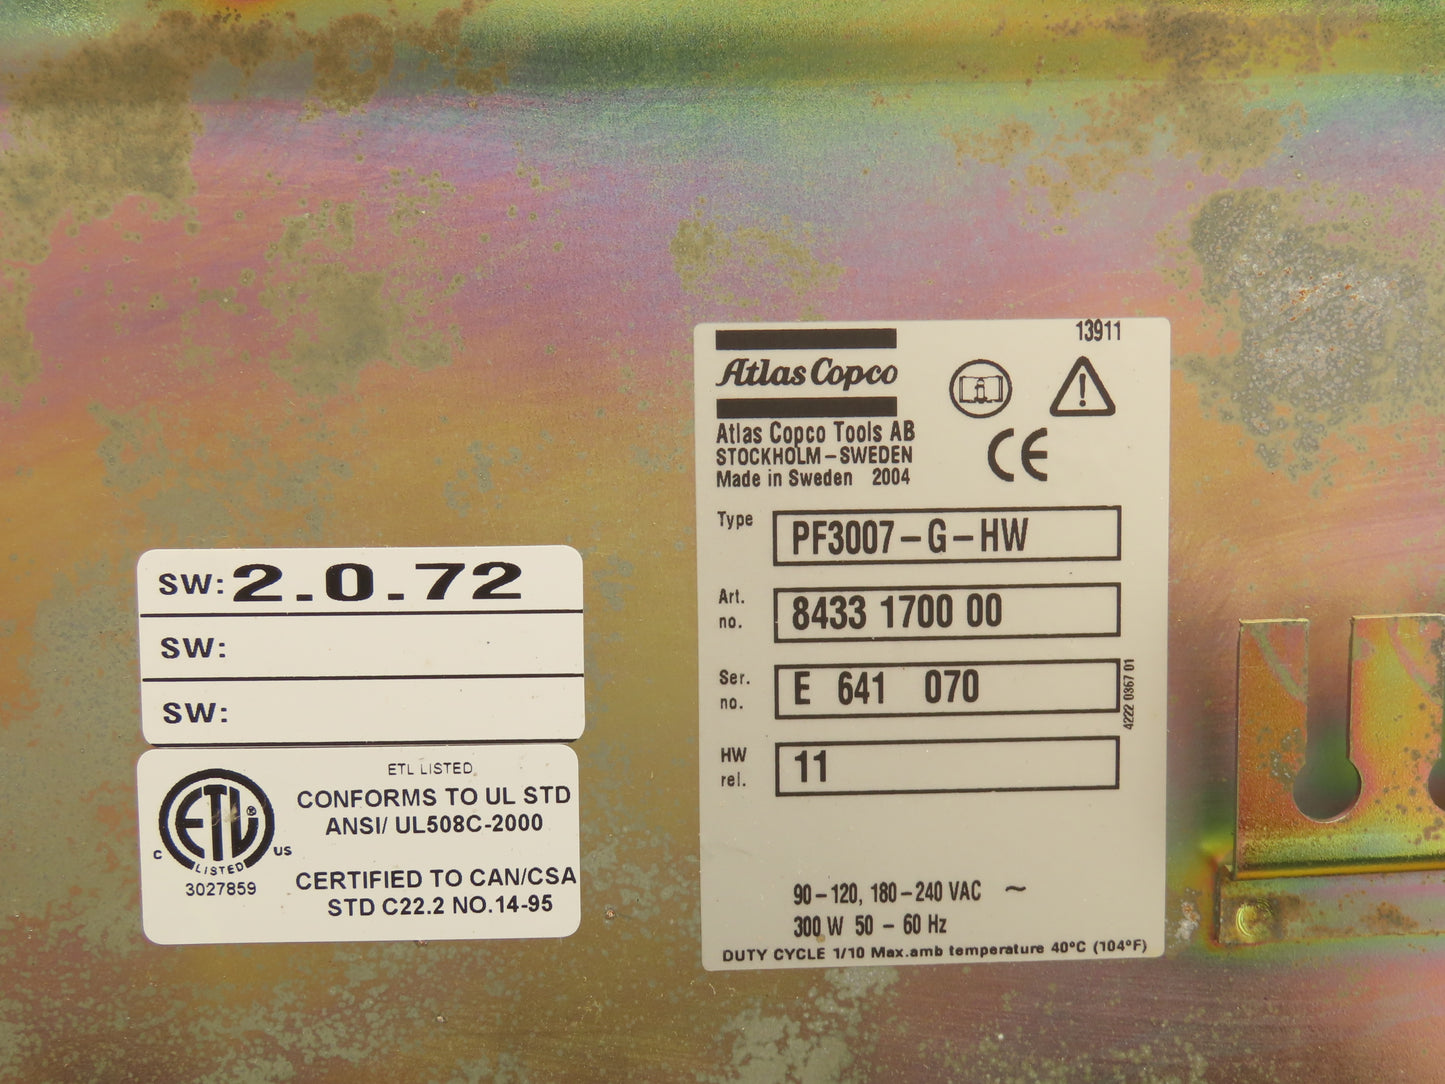 SW: 2.0.72
SW:
SW:
ETL LISTED
CONFORMS TO UL STD
ANSI/ UL508C-2000
CERTIFIED TO CAN/CSA
STD C22.2 NO.14-95
ETL ®
LISTED
C US
3027859
13911
Atlas Copco
Atlas Copco Tools AB
STOCKHOLM-SWEDEN
Made in Sweden 2004
CE
Type PF3007-G-HW
Art. no. 8433 1700 00
Ser. no. E 641 070
HW rel. 11
4222 0367 01
90-120, 180-240 VAC ~
300 W 50 - 60 Hz
DUTY CYCLE 1/10 Max.amb temperature 40ºC (104ºF)